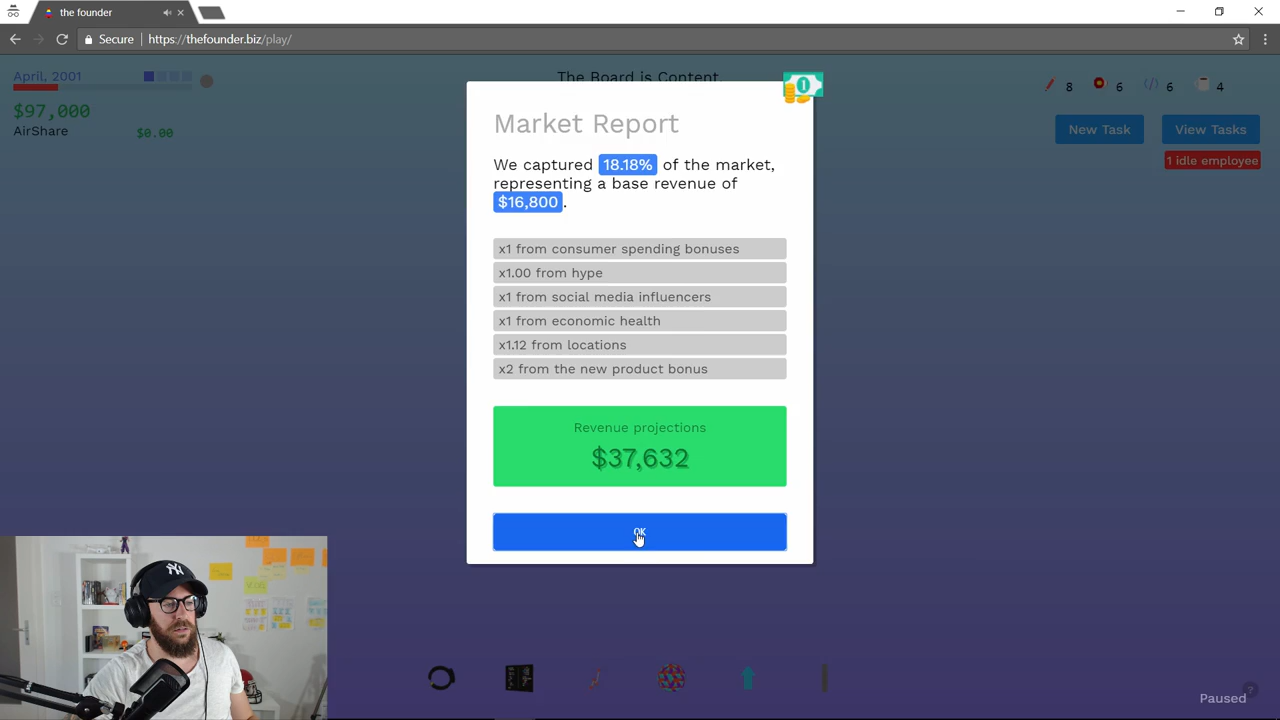 the founder
Secure
https://thefounder.biz/play/
April, 2001
$97,000
AirShare
$0.00
The Board is Content.
8
6
6
4
New Task
View Tasks
1 idle employee
Market Report
We captured 18.18% of the market,
representing a base revenue of
$16,800.
x1 from consumer spending bonuses
x1.00 from hype
x1 from social media influencers
x1 from economic health
x1.12 from locations
x2 from the new product bonus
Revenue projections
$37,632
OK
Paused
?